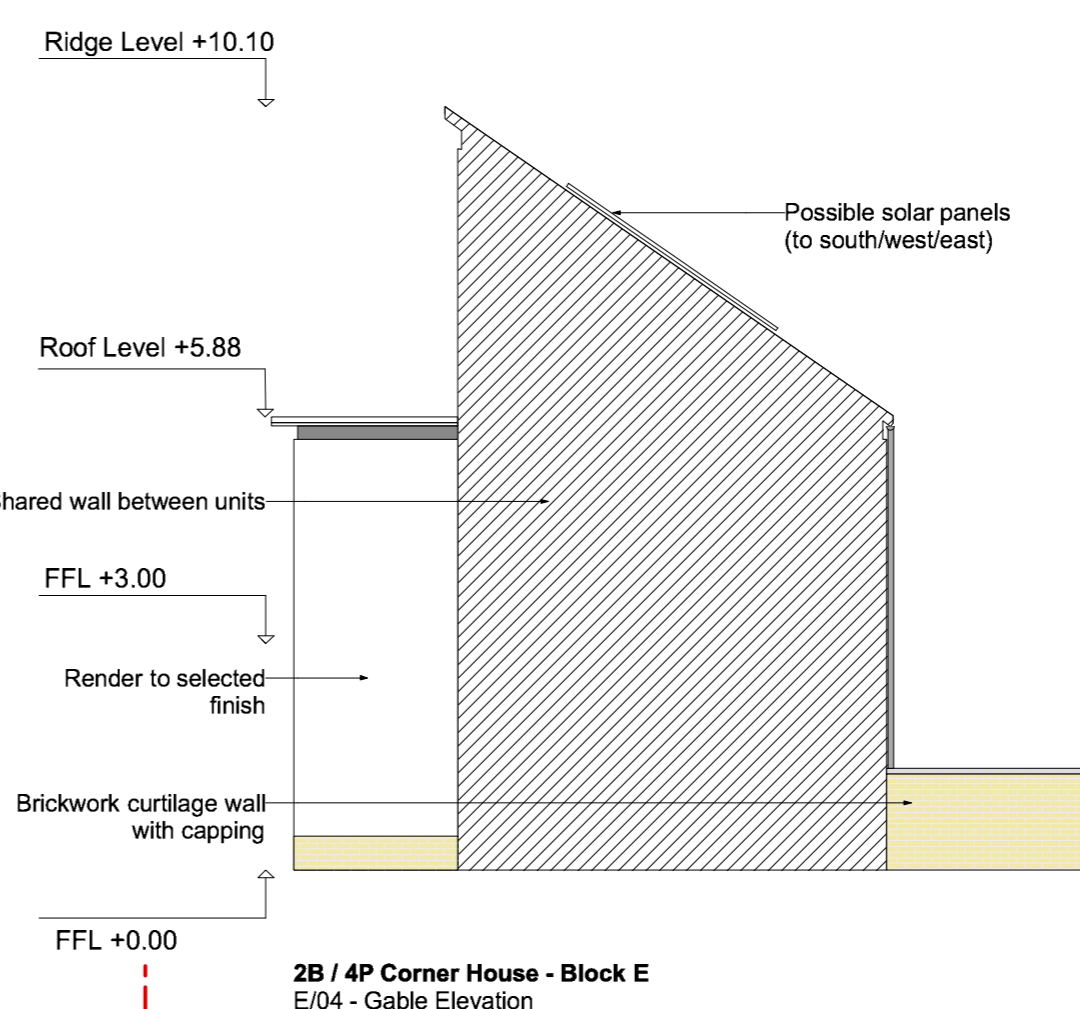 Ridge Level +10.10
Possible solar panels
(to south/west/east)
Roof Level +5.88
wall between units
FFL +3.00
Render to selected
finish
Brickwork curtilage wall
with capping
FFL +0.00
2B / 4P Corner House - Block E
E/04 - Gable Elevation